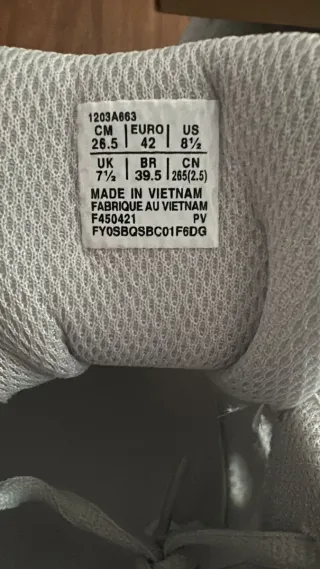 1203A663
CM | EURO | US
26.5 | 42 | 8½
UK | BR | CN
7½ | 39.5 | 265(2.5)
MADE IN VIETNAM
FABRIQUE AU VIETNAM
F450421 PV
FY0SBQSBC01F6DG